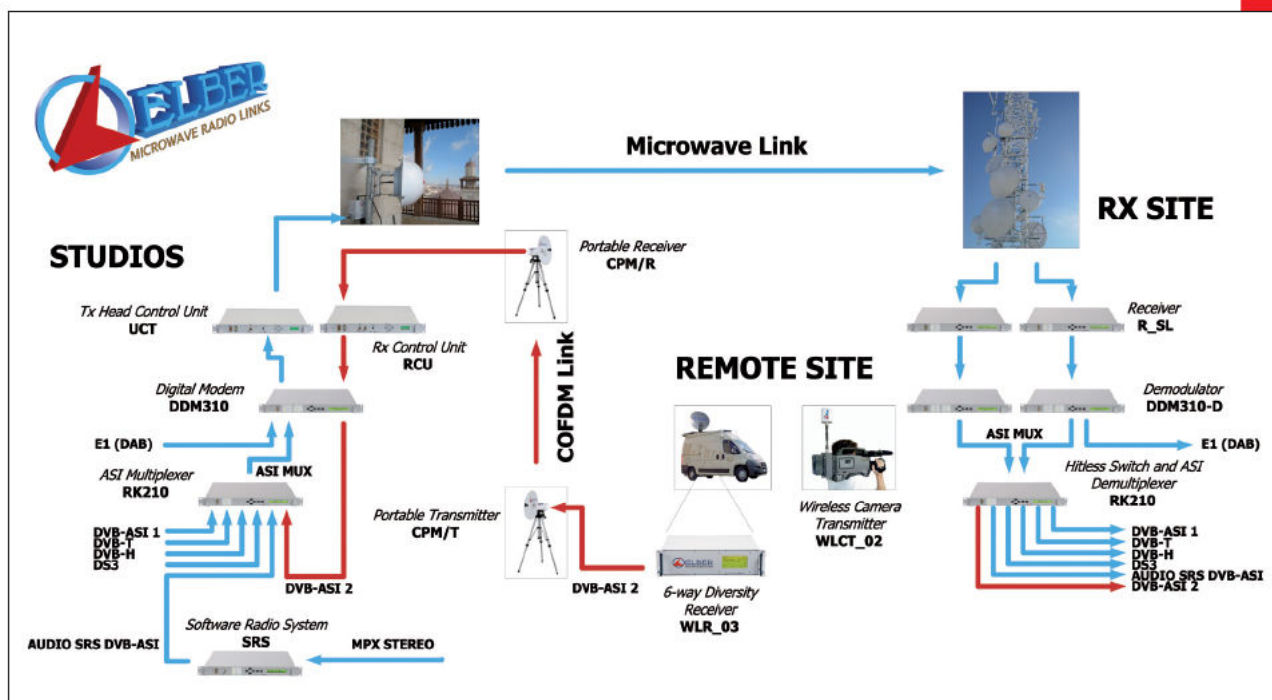 ELBER
MICROWAVE RADIO LINKS
Microwave Link
RX SITE
STUDIOS
Portable Receiver
CPM/R
Tx Head Control Unit
UCT
Rx Control Unit
RCU
Receiver
R_SL
COFDM Link
REMOTE SITE
Digital Modem
DDM310
Demodulator
DDM310-D
E1 (DAB)
ASI MUX
ASI MUX
E1 (DAB)
ASI Multiplexer
RK210
Hitless Switch and ASI
Demultiplexer
RK210
Portable Transmitter
CPM/T
Wireless Camera
Transmitter
WLCT_02
DVB-ASI 1
DVB-T
DVB-H
DS3
DVB-ASI 2
DVB-ASI 2
ELBER
6-way Diversity
Receiver
WLR_03
DVB-ASI 1
DVB-T
DVB-H
DS3
AUDIO SRS DVB-ASI
DVB-ASI 2
Software Radio System
SRS
AUDIO SRS DVB-ASI
MPX STEREO